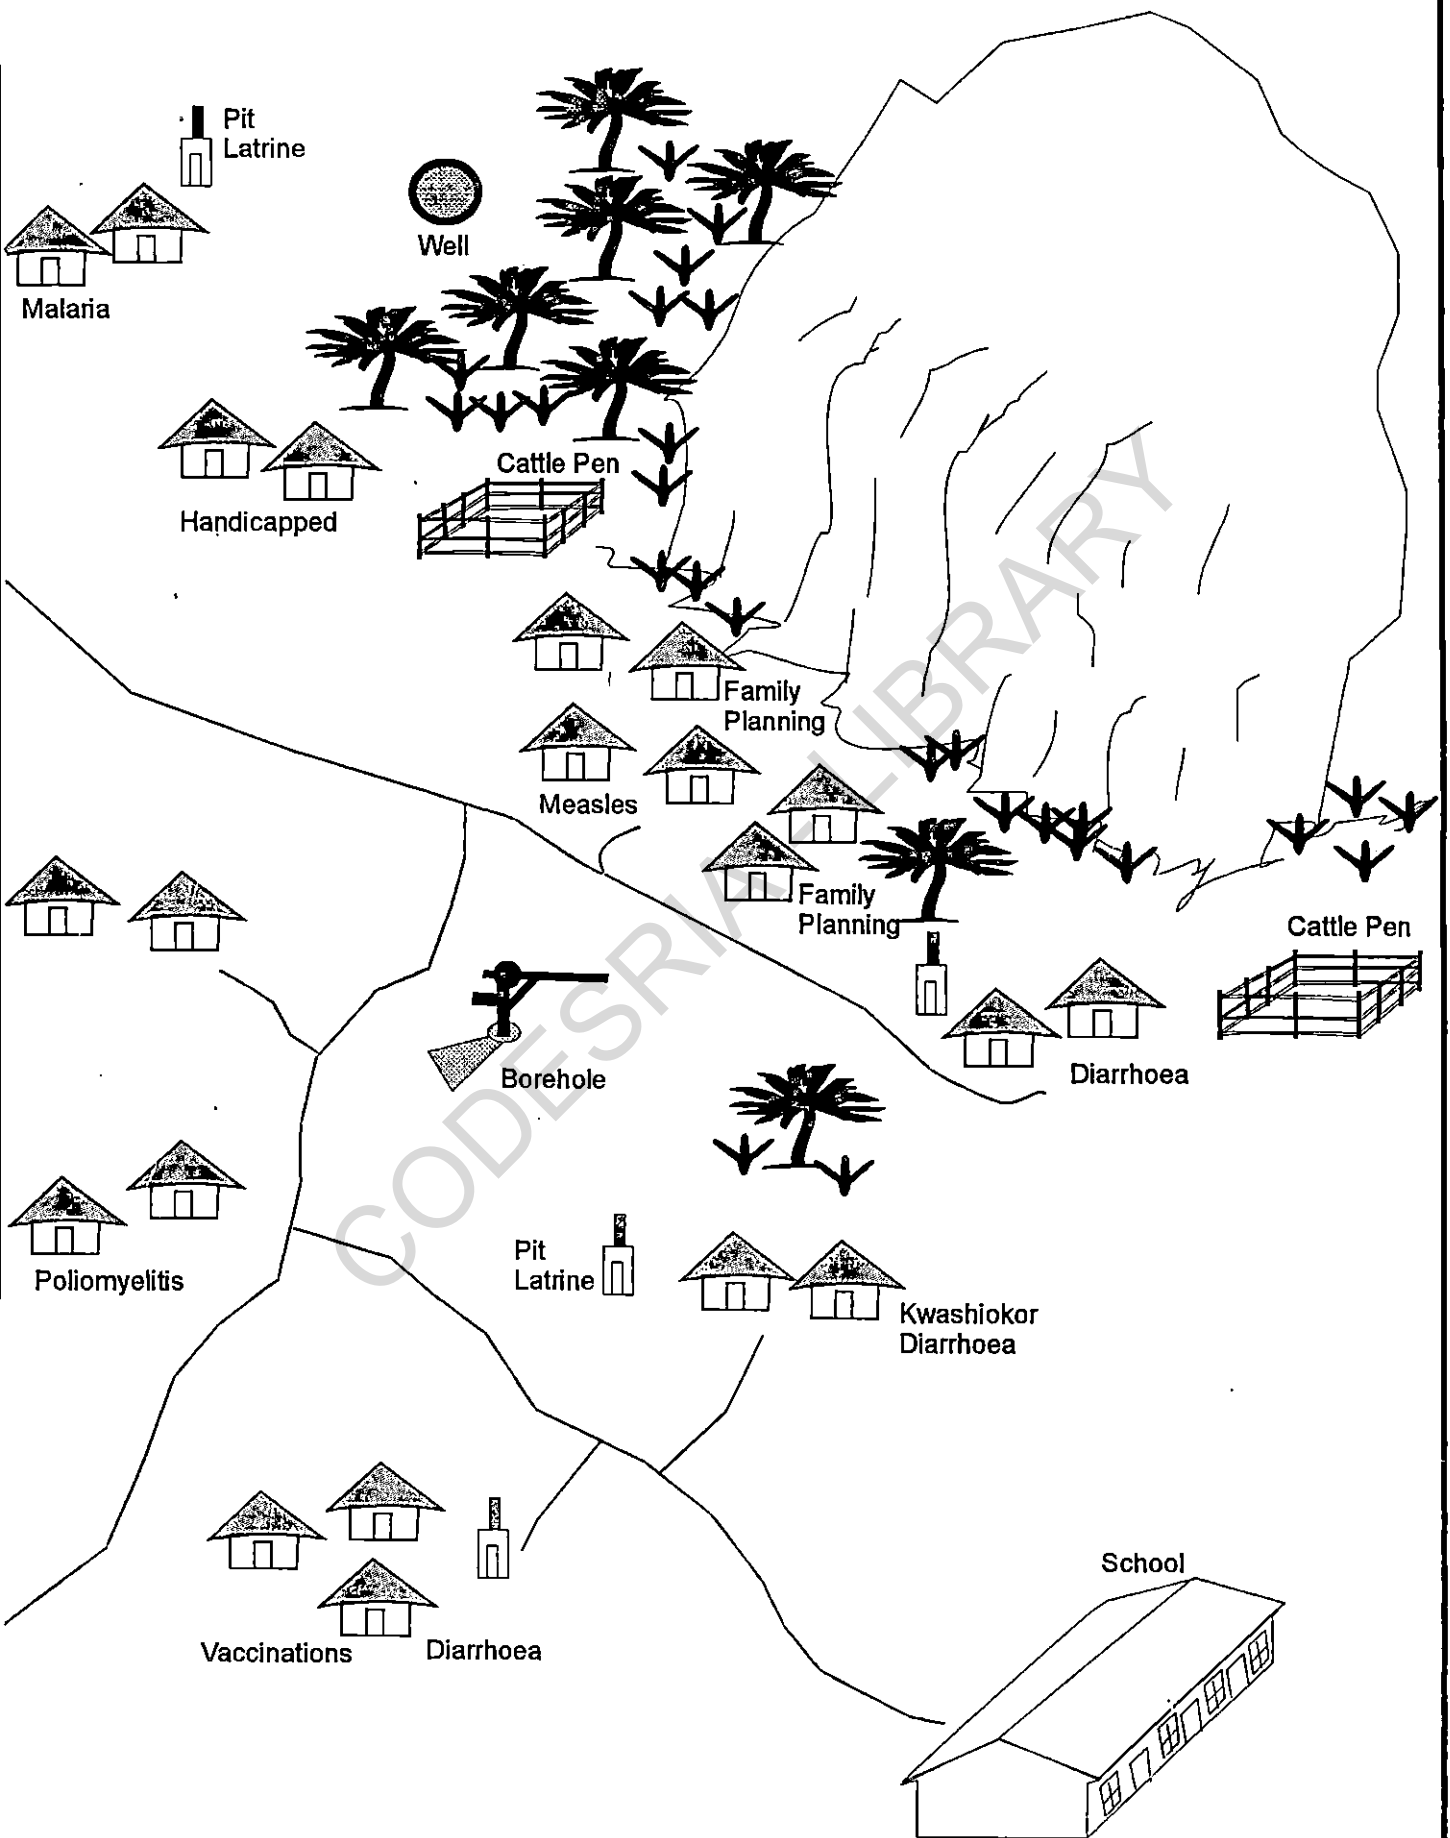 Pit
Latrine
Well
Malaria
Cattle Pen
Handicapped
Family
Planning
Measles
Family
Planning
Cattle Pen
Borehole
Diarrhoea
Pit
Latrine
Poliomyelitis
Kwashiokor
Diarrhoea
School
Vaccinations
Diarrhoea
CODESRIA-LIBRARY